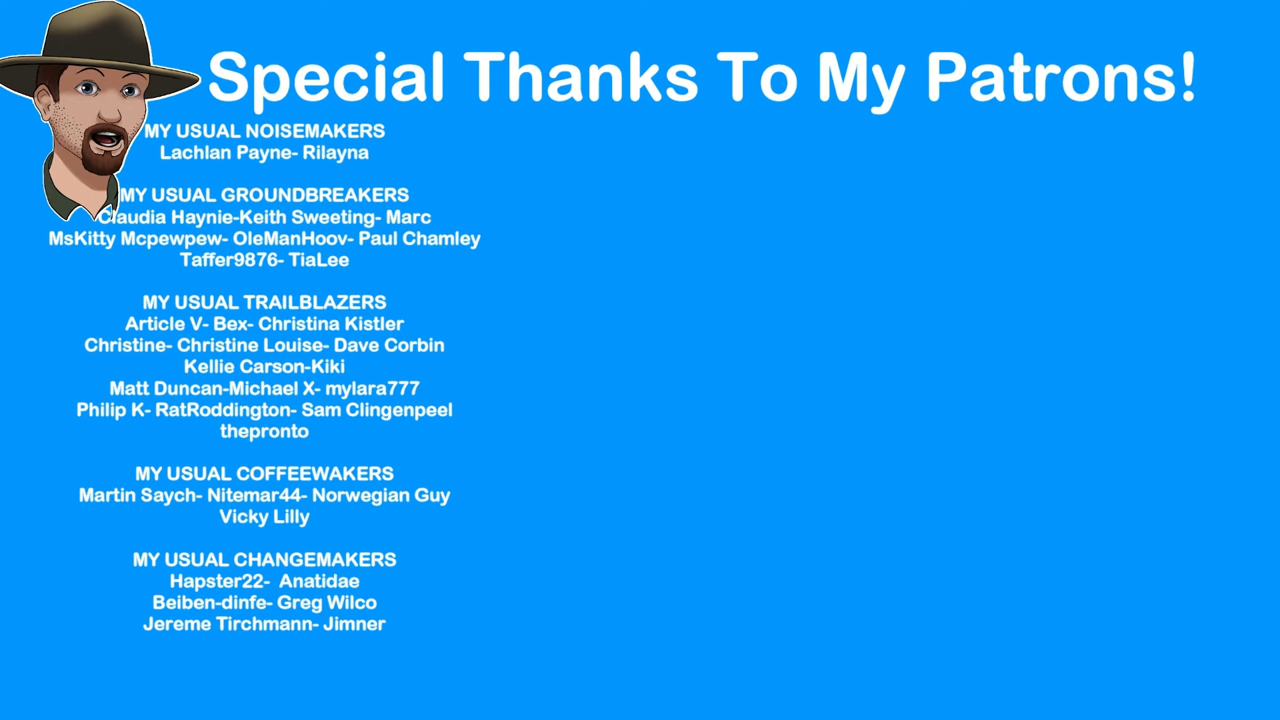 Special Thanks To My Patrons!
MY USUAL NOISEMAKERS
Lachlan Payne- Rilayna
MY USUAL GROUNDBREAKERS
Claudia Haynie-Keith Sweeting- Marc
MsKitty Mcpewpew- OleManHoov- Paul Chamley
Taffer9876- TiaLee
MY USUAL TRAILBLAZERS
Article V- Bex- Christina Kistler
Christine- Christine Louise- Dave Corbin
Kellie Carson-Kiki
Matt Duncan-Michael X- mylara777
Philip K- RatRoddington- Sam Clingenpeel
thepronto
MY USUAL COFFEEWAKERS
Martin Saych- Nitemar44- Norwegian Guy
Vicky Lilly
MY USUAL CHANGEMAKERS
Hapster22-  Anatidae
Beiben-dinfe- Greg Wilco
Jereme Tirchmann- Jimner